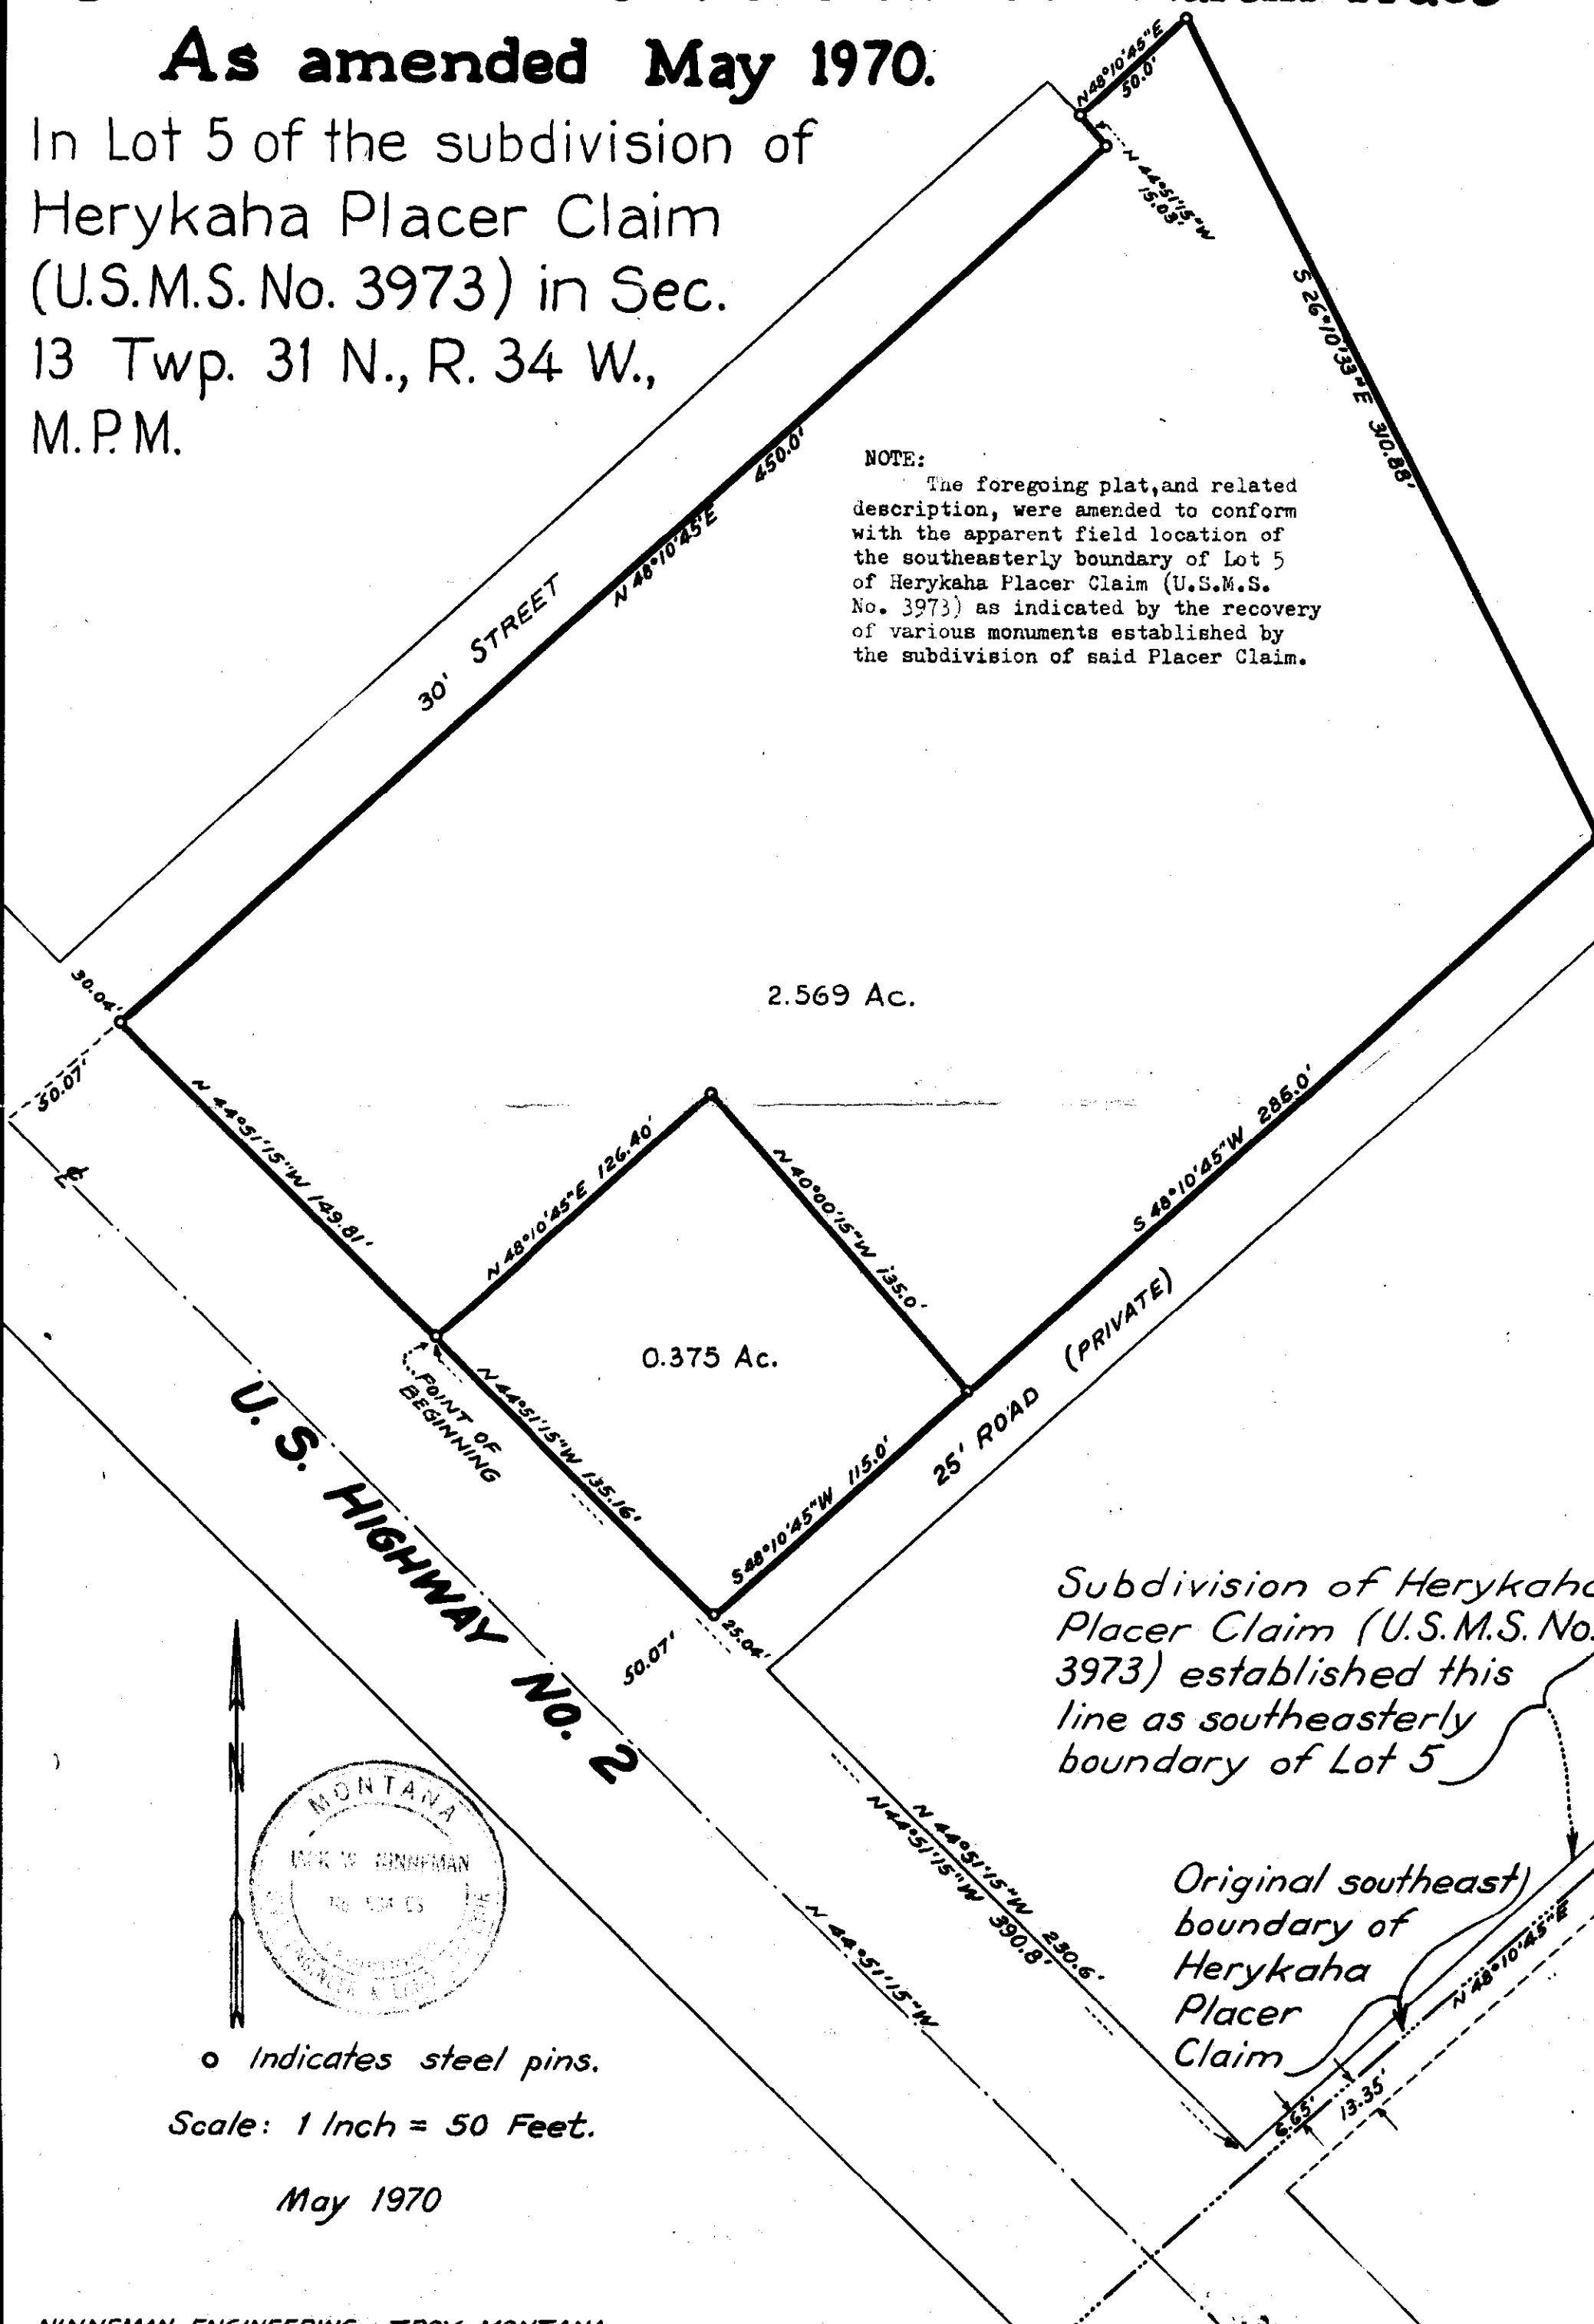 As amended May 1970.
In Lot 5 of the subdivision of
Herykaha Placer Claim
(U.S.M.S. No. 3973) in Sec.
13 Twp. 31 N., R. 34 W.,
M.P.M.
N 48°10'45"E
50.0'
N 44°51'15"W
15.03'
S 26°10'33"E 310.88'
N 48°10'45"E 450.0'
30' STREET
NOTE:
The foregoing plat,and related
description, were amended to conform
with the apparent field location of
the southeasterly boundary of Lot 5
of Herykaha Placer Claim (U.S.M.S.
No. 3973) as indicated by the recovery
of various monuments established by
the subdivision of said Placer Claim.
30.04'
50.07'
2.569 Ac.
N 44°51'15"W 149.81'
N 48°10'45"E 126.40'
N 40°00'15"W 135.0'
S 48°10'45"W 285.0'
0.375 Ac.
POINT OF
BEGINNING
N 44°51'15"W 135.16'
S 48°10'45"W 115.0'
25' ROAD (PRIVATE)
U. S. HIGHWAY No. 2
50.07'
25.04'
Subdivision of Herykaha
Placer Claim (U.S.M.S. No.
3973) established this
line as southeasterly
boundary of Lot 5
N 44°51'15"W 230.6'
N 44°51'15"W 390.8'
N 44°51'15"W
Original southeast
boundary of
Herykaha
Placer
Claim
N 48°10'45"E
6.65'
13.35'
N
MONTANA
o Indicates steel pins.
Scale: 1 Inch = 50 Feet.
May 1970
NINNEMAN ENGINEERING, TROY, MONTANA